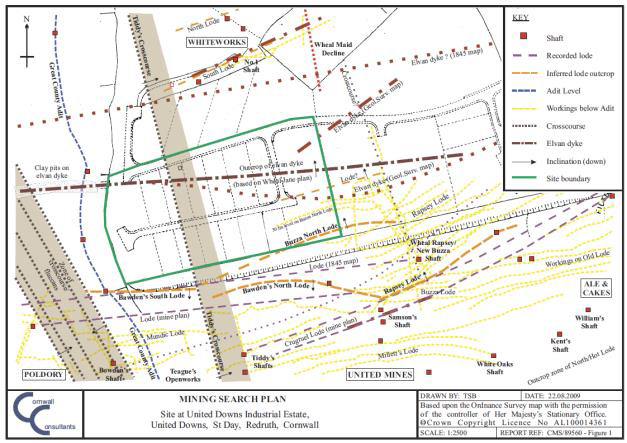 N
KEY
Shaft
Recorded lode
Inferred lode outcrop
Adit Level
Workings below Adit
Crosscourse
Elvan dyke
Inclination (down)
Site boundary
North Lode
WHITEWORKS
Wheal Maid
Decline
No.1
Shaft
South Lode
Tiddy's Crosscourse
Great County Adit
Elvan dyke ? (1845 map)
Crosscourse
Elvan dyke (Geol Surv. map)
Clay pits on
elvan dyke
Outcrop of elvan dyke
(based on Wheal Jane plan)
Lode?
Elvan dyke (Geol Surv. map)
Rapsey Lode
Buzza North Lode
Wheal Rapsey/
New Buzza
Shaft
Lode (1845 map)
Workings on Old Lode
Bawden's South Lode
Bawden's North Lode
Rapsey Lode
Buzza Lode
ALE &
CAKES
Lode (mine plan)
Mundic Lode
Crugruel Lode (mine plan)
Samson's
Shaft
William's
Shaft
Kent's
Shaft
Tiddy's Crosscourse
Tiddy's
Shafts
Millett's Lode
White Oaks
Shaft
Outcrop zone of North/Hot Lode
POLDORY
Bowdan's
Shaft
Great County Adit
Teague's
Openworks
UNITED MINES
Cornwall
Consultants
MINING SEARCH PLAN
Site at United Downs Industrial Estate,
United Downs, St Day, Redruth, Cornwall
DRAWN BY: TSB
DATE: 22.08.2009
Based upon the Ordnance Survey map with the permission
of the controller of Her Majesty's Stationary Office.
©Crown Copyright Licence No AL100014361
SCALE: 1:2500
REPORT REF: CMS/89560 - Figure 1